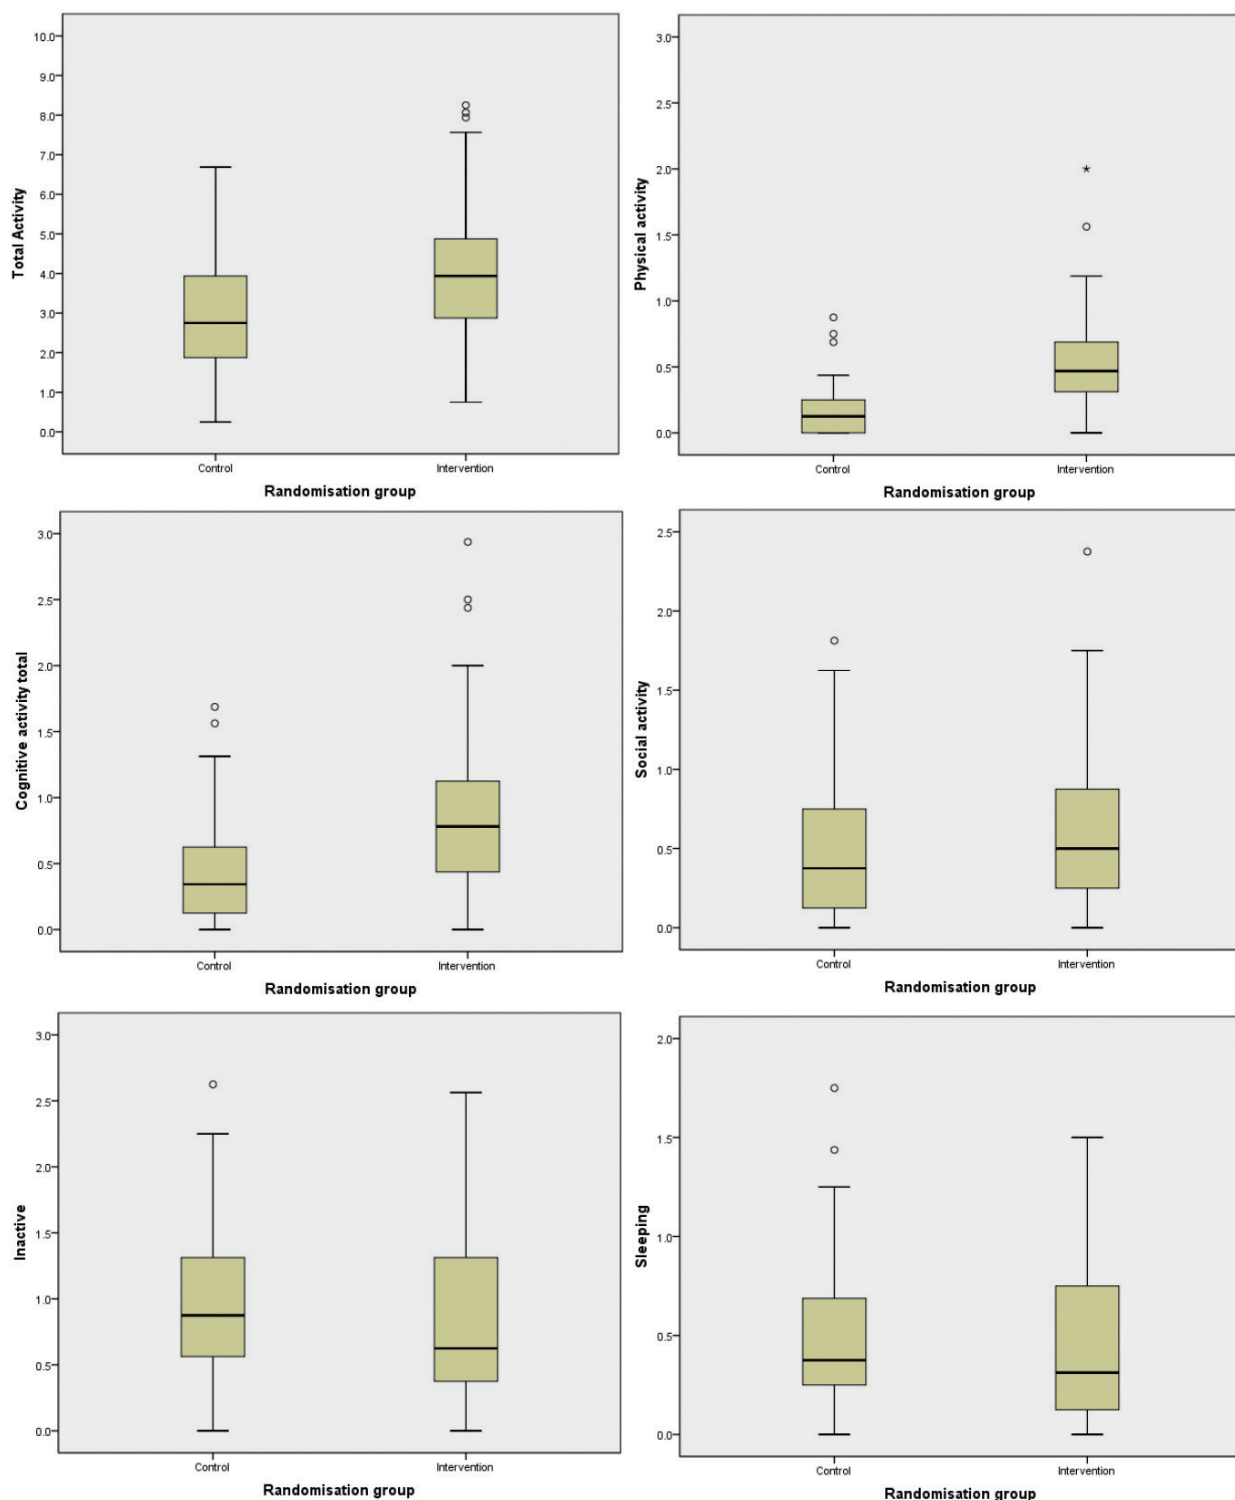 10.0
9.0
8.0
7.0
6.0
5.0
4.0
3.0
2.0
1.0
0.0
Total Activity
Control Intervention
Randomisation group
3.0
2.5
2.0
1.5
1.0
0.5
0.0
Physical activity
*
Control Intervention
Randomisation group
3.0
2.5
2.0
1.5
1.0
0.5
0.0
Cognitive activity total
Control Intervention
Randomisation group
2.5
2.0
1.5
1.0
0.5
0.0
Social activity
Control Intervention
Randomisation group
3.0
2.5
2.0
1.5
1.0
0.5
0.0
Inactive
Control Intervention
Randomisation group
2.0
1.5
1.0
0.5
0.0
Sleeping
Control Intervention
Randomisation group